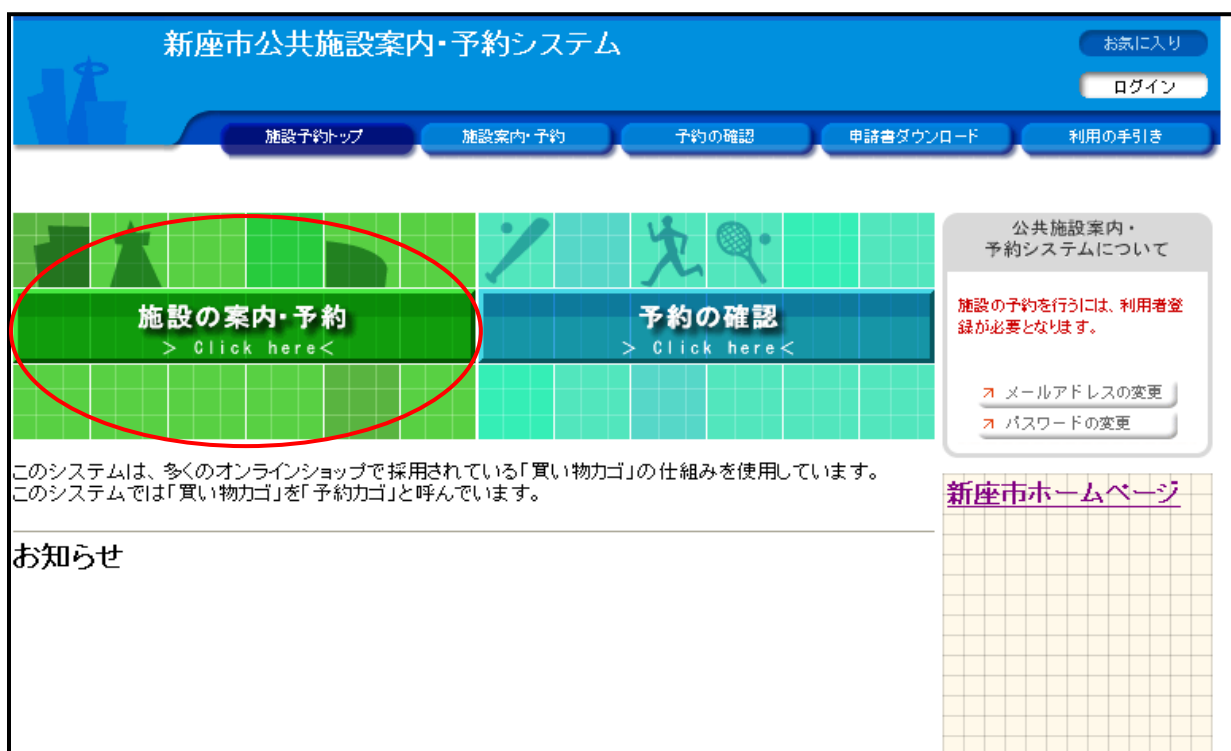 新座市公共施設案内・予約システム
お気に入り
ログイン
施設予約トップ
施設案内・予約
予約の確認
申請書ダウンロード
利用の手引き
施設の案内・予約
> Click here<
予約の確認
> Click here<
公共施設案内・
予約システムについて
施設の予約を行うには、利用者登
録が必要となります。
メールアドレスの変更
パスワードの変更
このシステムは、多くのオンラインショップで採用されている「買い物カゴ」の仕組みを使用しています。
このシステムでは「買い物カゴ」を「予約カゴ」と呼んでいます。
新座市ホームページ
お知らせ